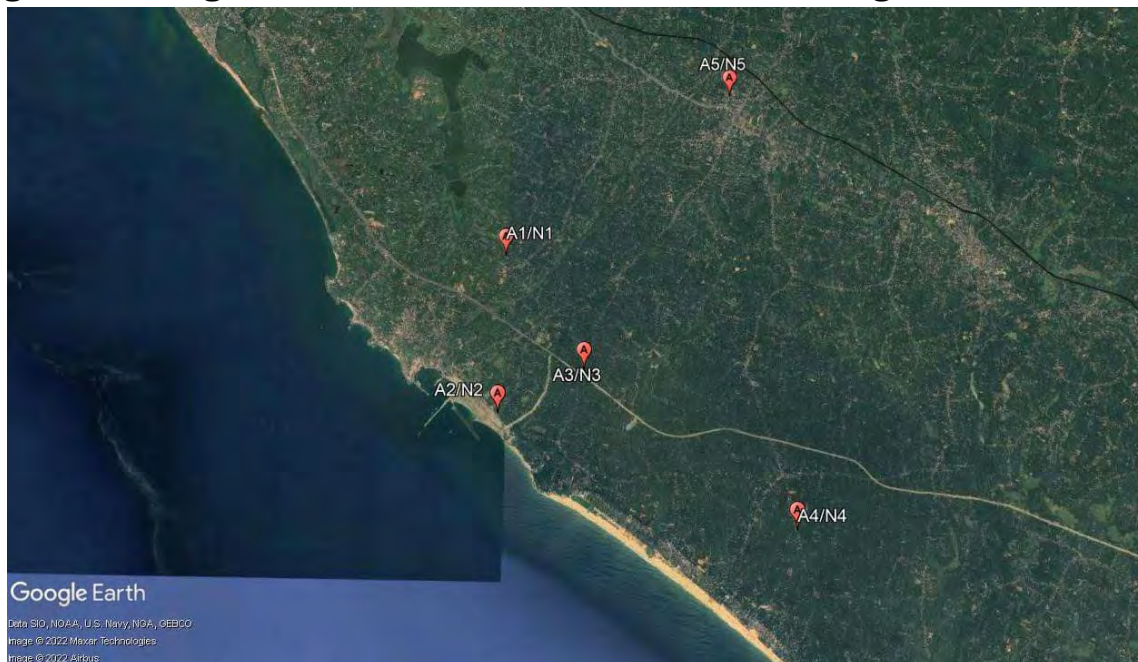 A5/N5
A1/N1
A3/N3
A2/N2
A4/N4
Google Earth
Data SIO, NOAA, U.S. Navy, NGA, GEBCO
Image © 2022 Maxar Technologies
Image © 2022 Airbus